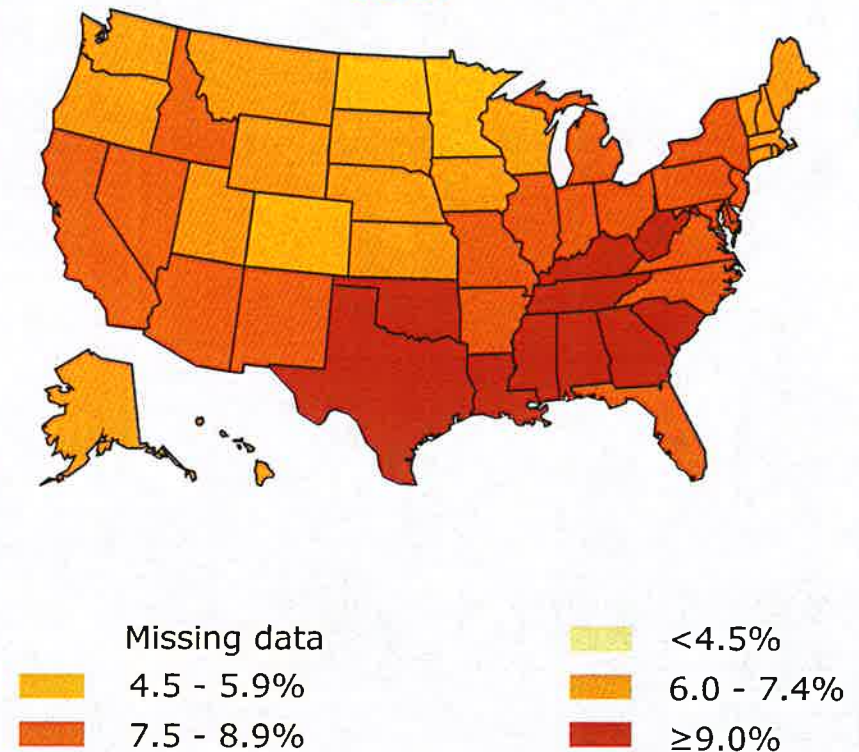 Missing data
<4.5%
4.5 - 5.9%
6.0 - 7.4%
7.5 - 8.9%
≥9.0%